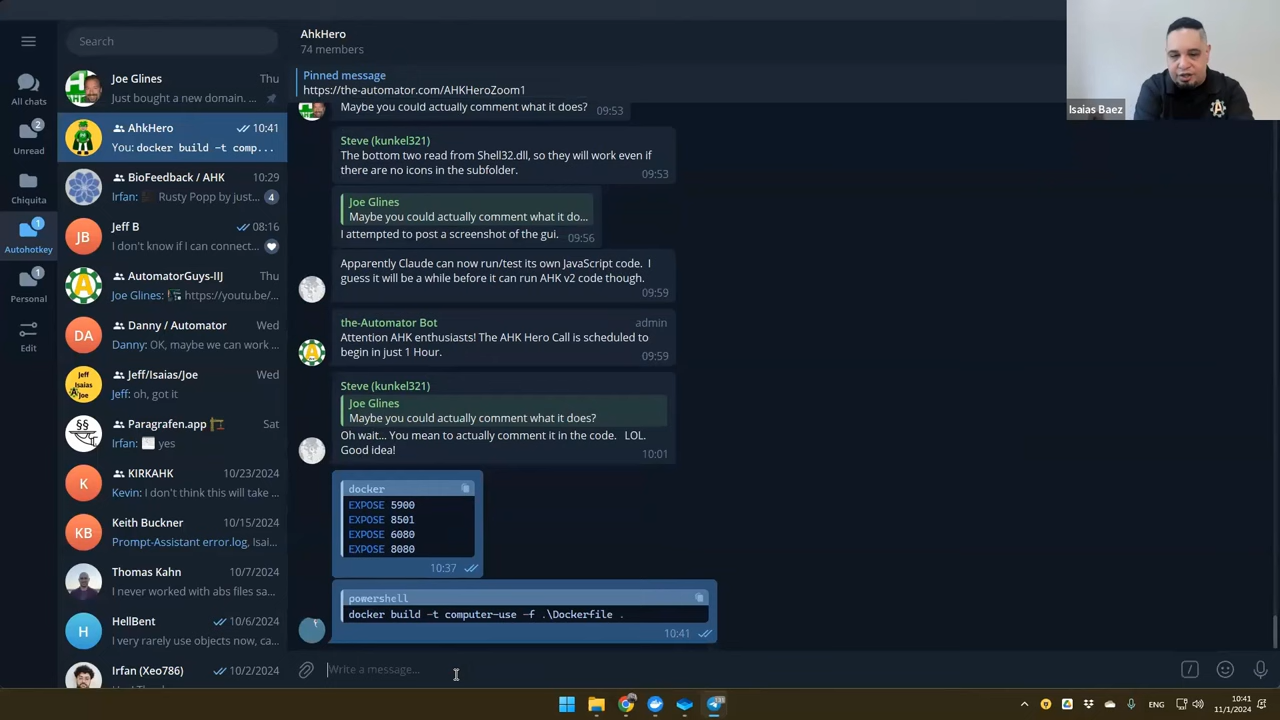 Search
All chats
2
Unread
Chiquita
1
Autohotkey
1
Personal
Edit
Joe Glines
Thu
Just bought a new domain. ...
AhkHero
10:41
You: docker build -t comp...
BioFeedback / AHK
10:29
Irfan: Rusty Popp by just...
4
JB
Jeff B
08:16
I don't know if I can connect...
AutomatorGuys-IIJ
Thu
Joe Glines: https://youtu.be/...
DA
Danny / Automator
Wed
Danny: OK, maybe we can work ...
Jeff
Isaias
Joe
Jeff/Isaias/Joe
Wed
Jeff: oh, got it
§§
Paragrafen.app
Sat
Irfan: yes
K
KIRKAHK
10/23/2024
Kevin: I don't think this will take ...
KB
Keith Buckner
10/15/2024
Prompt-Assistant error.log, Isai...
Thomas Kahn
10/7/2024
I never worked with abs files sa...
H
HellBent
10/6/2024
I very rarely use objects now, ca...
Irfan (Xeo786)
10/2/2024
AhkHero
74 members
Pinned message
https://the-automator.com/AHKHeroZoom1
Maybe you could actually comment what it does?
09:53
Steve (kunkel321)
The bottom two read from Shell32.dll, so they will work even if
there are no icons in the subfolder.
09:53
Joe Glines
Maybe you could actually comment what it do...
I attempted to post a screenshot of the gui.
09:56
Apparently Claude can now run/test its own JavaScript code. I
guess it will be a while before it can run AHK v2 code though.
09:59
the-Automator Bot
admin
Attention AHK enthusiasts! The AHK Hero Call is scheduled to
begin in just 1 Hour.
09:59
Steve (kunkel321)
Joe Glines
Maybe you could actually comment what it does?
Oh wait... You mean to actually comment it in the code. LOL.
Good idea!
10:01
docker
EXPOSE 5900
EXPOSE 8501
EXPOSE 6080
EXPOSE 8080
10:37
powershell
docker build -t computer-use -f .\Dockerfile .
10:41
Write a message...
Isaias Baez
ENG
10:41
11/1/2024